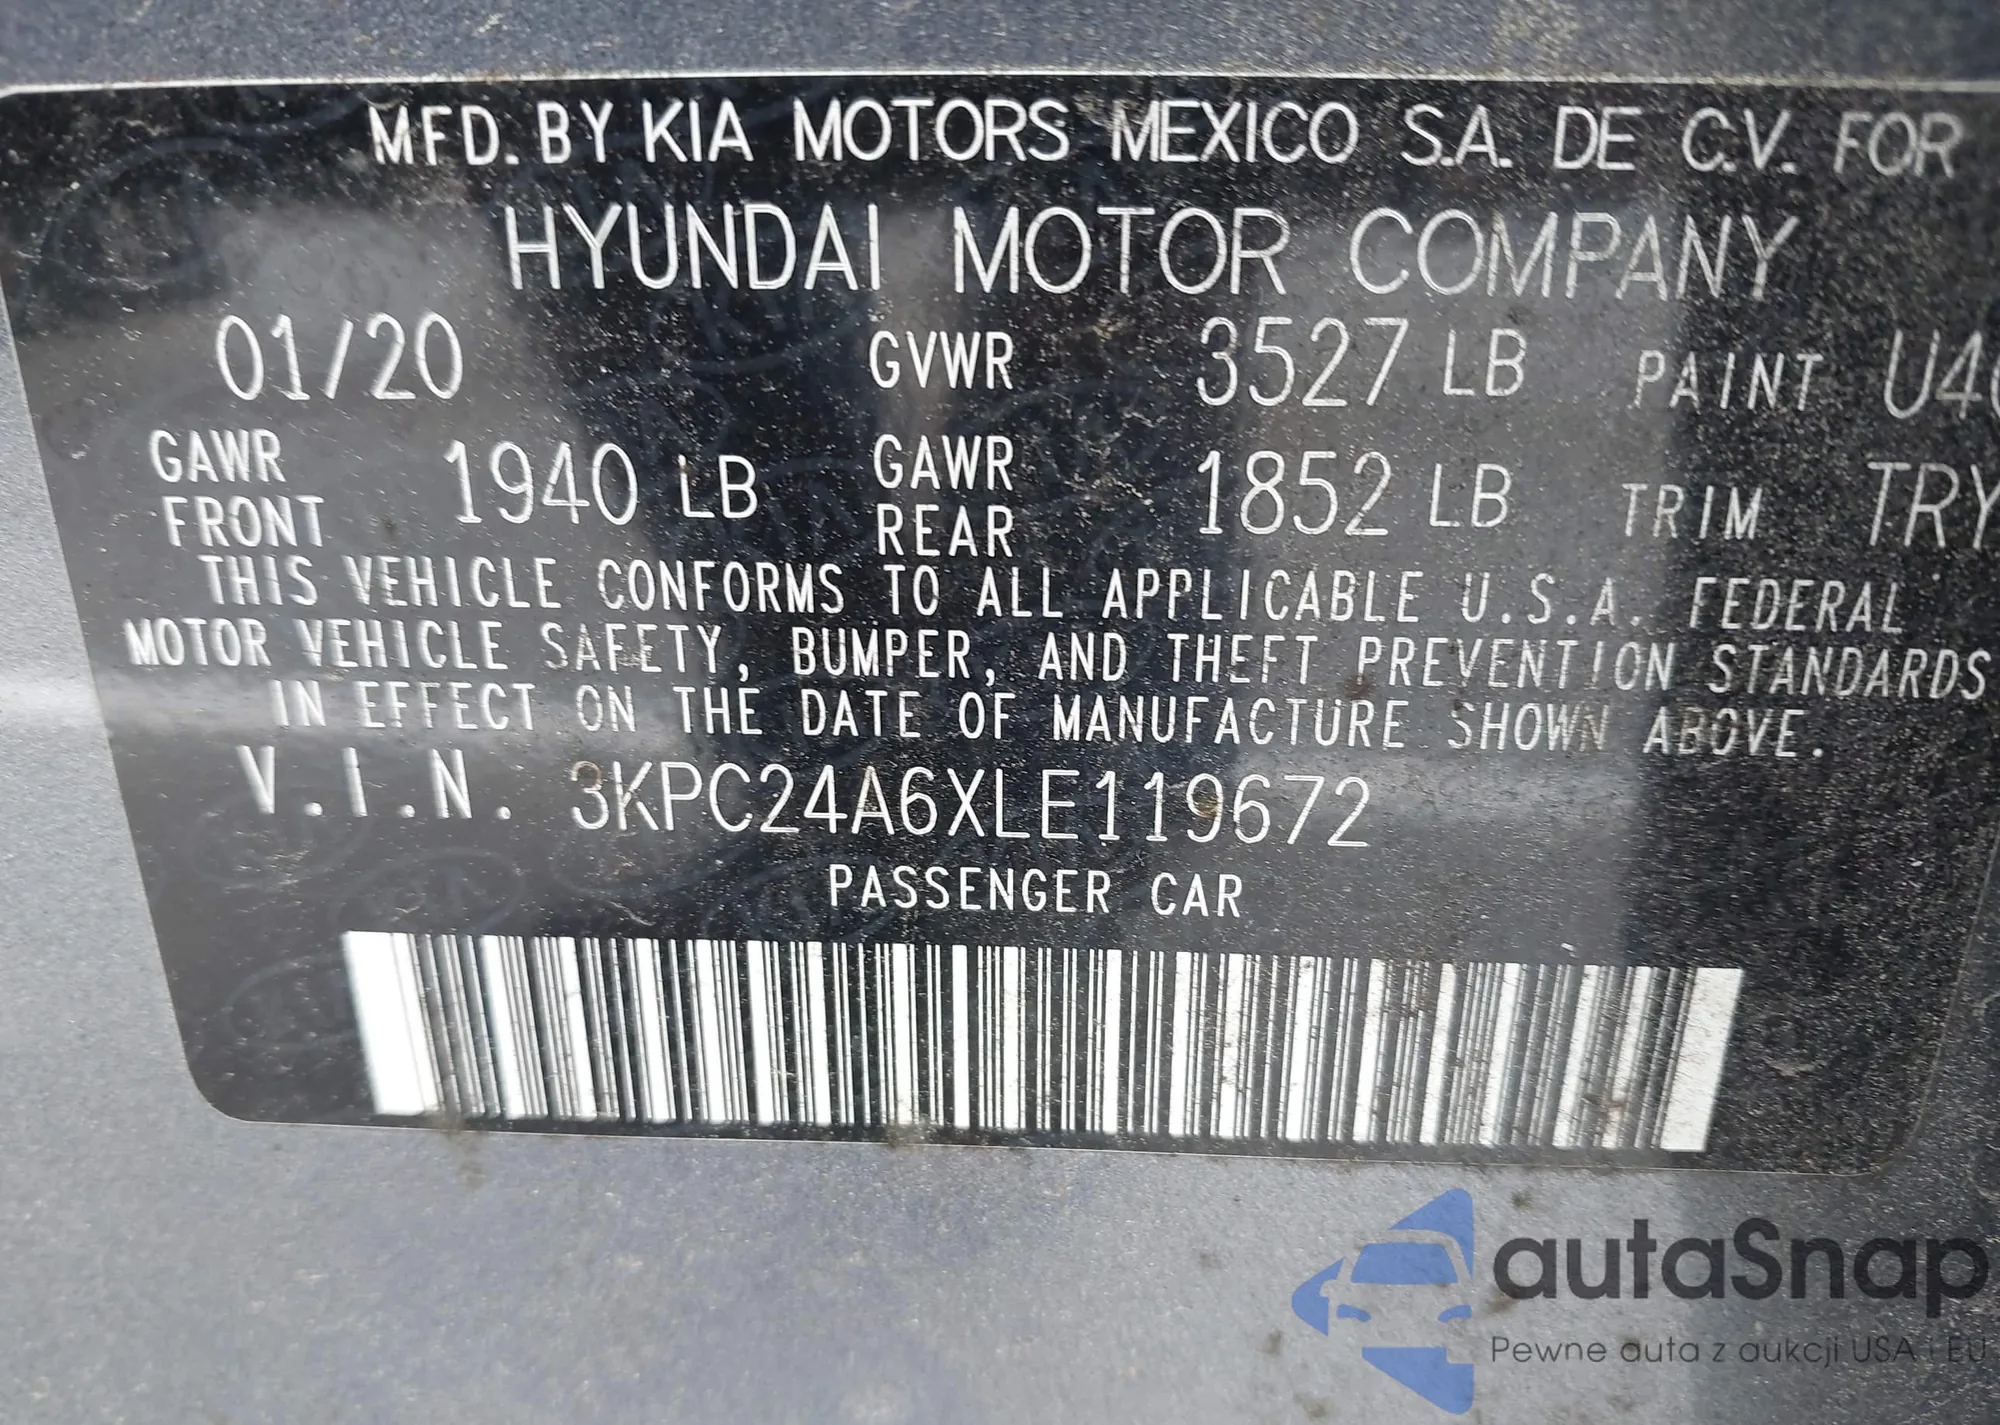 MFD. BY KIA MOTORS MEXICO S.A. DE C.V. FOR
HYUNDAI MOTOR COMPANY
01/20 GVWR 3527 LB PAINT U4
GAWR FRONT 1940 LB GAWR REAR 1852 LB TRIM TRY
THIS VEHICLE CONFORMS TO ALL APPLICABLE U.S.A. FEDERAL
MOTOR VEHICLE SAFETY, BUMPER, AND THEFT PREVENTION STANDARDS
IN EFFECT ON THE DATE OF MANUFACTURE SHOWN ABOVE.
V.I.N. 3KPC24A6XLE119672
PASSENGER CAR
autaSnap
Pewne auta z aukcji USA i EU